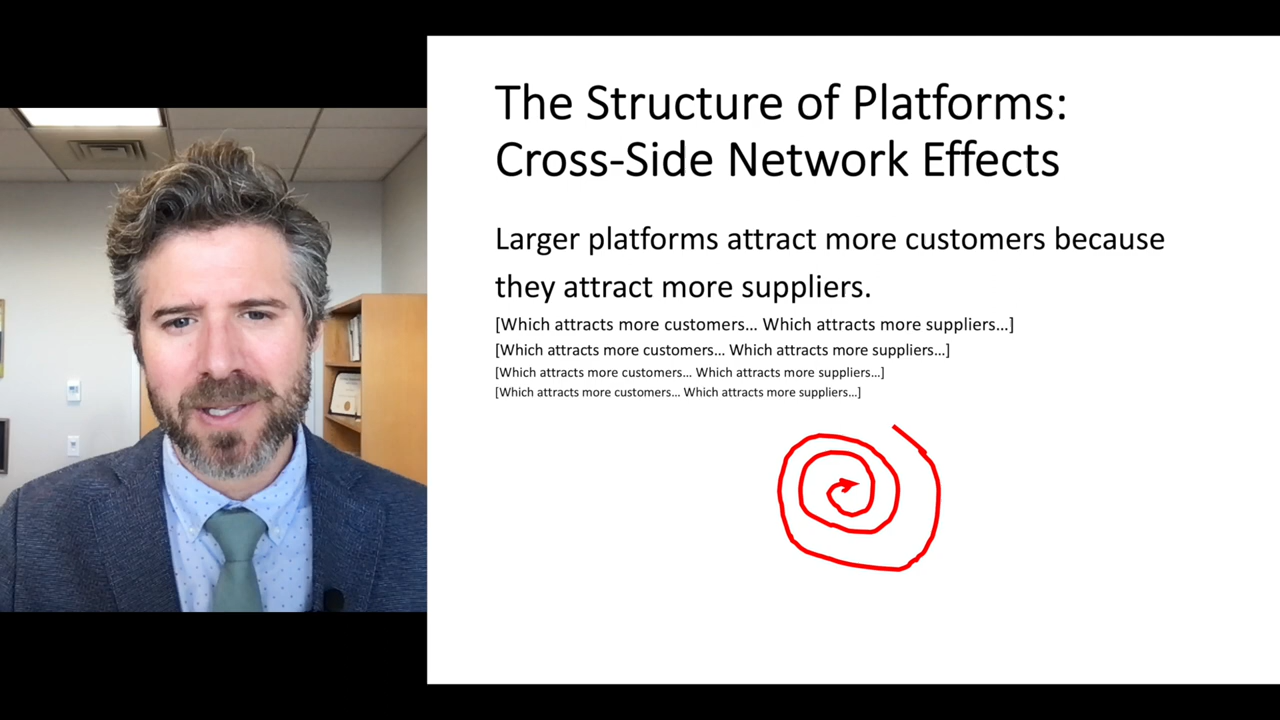 The Structure of Platforms:
Cross-Side Network Effects
Larger platforms attract more customers because
they attract more suppliers.
[Which attracts more customers… Which attracts more suppliers…]
[Which attracts more customers… Which attracts more suppliers…]
[Which attracts more customers… Which attracts more suppliers…]
[Which attracts more customers… Which attracts more suppliers…]